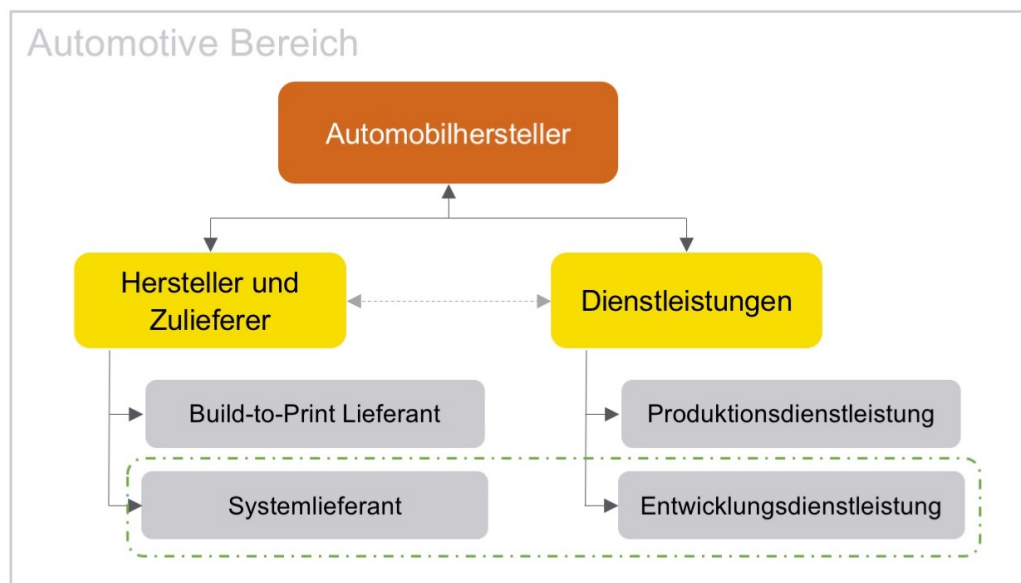 Automotive Bereich
Automobilhersteller
Hersteller und
Zulieferer
Dienstleistungen
Build-to-Print Lieferant
Produktionsdienstleistung
Systemlieferant
Entwicklungsdienstleistung